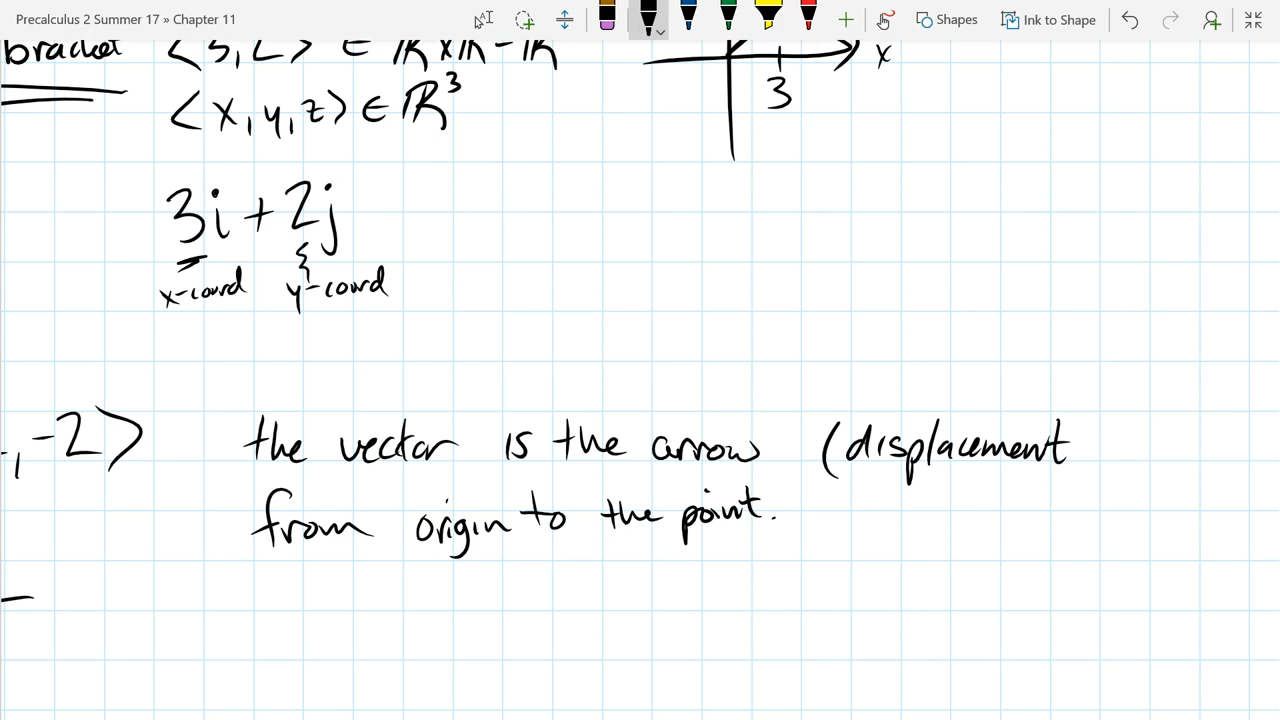 Precalculus 2 Summer 17 » Chapter 11
Shapes
Ink to Shape
bracket
x
3
<x, y, z> ∈ ℝ³
3i + 2j
x-coord y-coord
, -2> the vector is the arrow (displacement
from origin to the point.